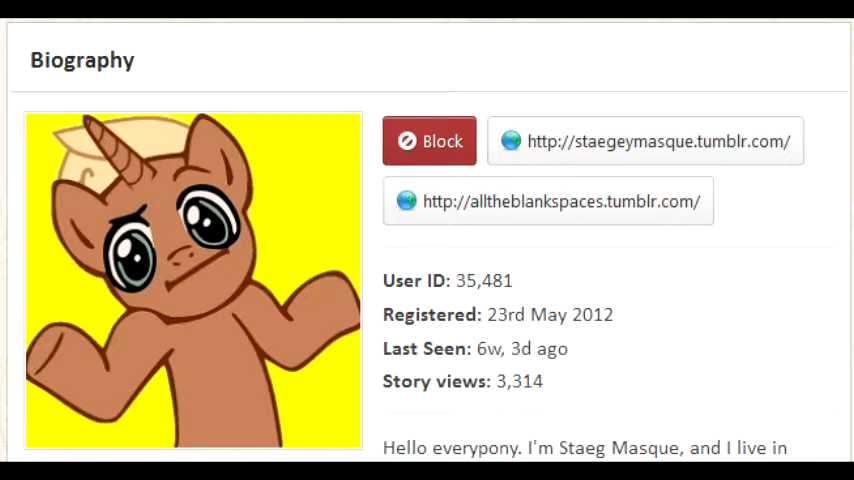 Biography
Block
http://staegeymasque.tumblr.com/
http://alltheblankspaces.tumblr.com/
User ID: 35,481
Registered: 23rd May 2012
Last Seen: 6w, 3d ago
Story views: 3,314
Hello everypony. I'm Staeg Masque, and I live in